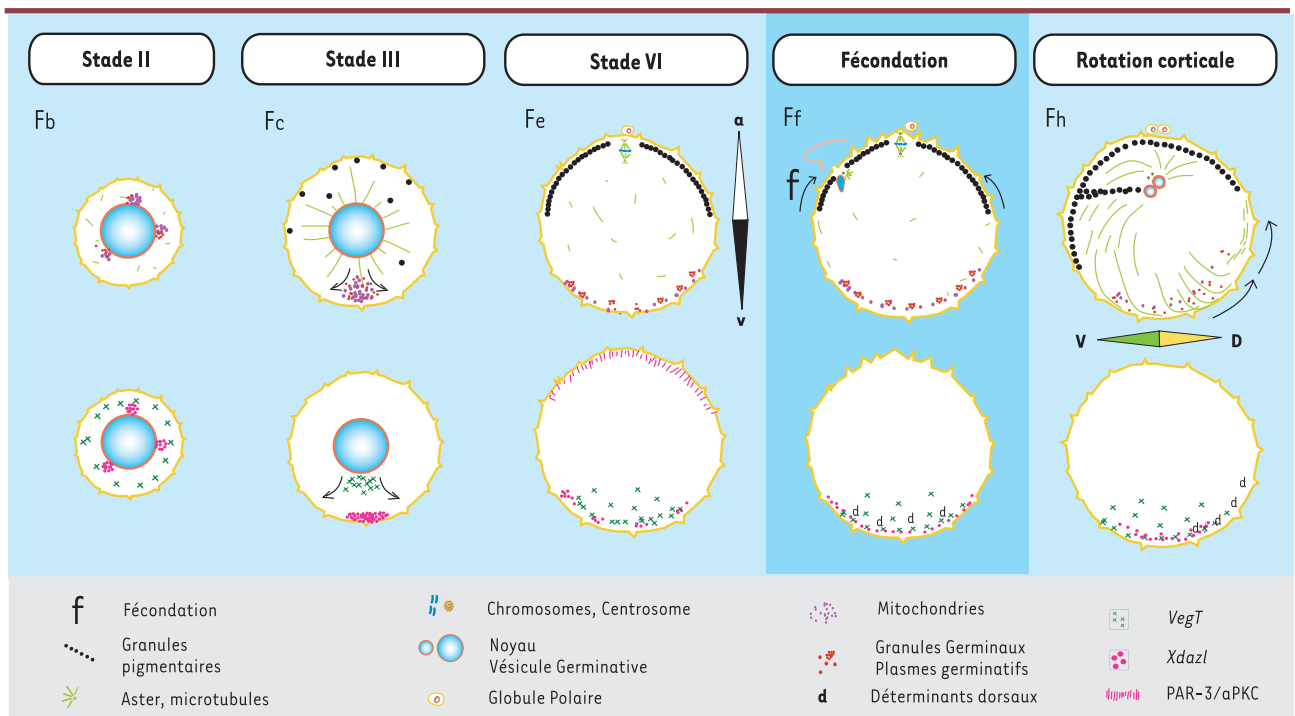 Stade II
Stade III
Stade VI
Fécondation
Rotation corticale
Fb
Fc
Fe
Ff
Fh
a
f
v
V
D
d
d d d d
d
d
d
d
f
Fécondation
Chromosomes, Centrosome
Mitochondries
VegT
Granules
pigmentaires
Noyau
Vésicule Germinative
Granules Germinaux
Plasmes germinatifs
Xdazl
Aster, microtubules
Globule Polaire
d
Déterminants dorsaux
PAR-3/aPKC